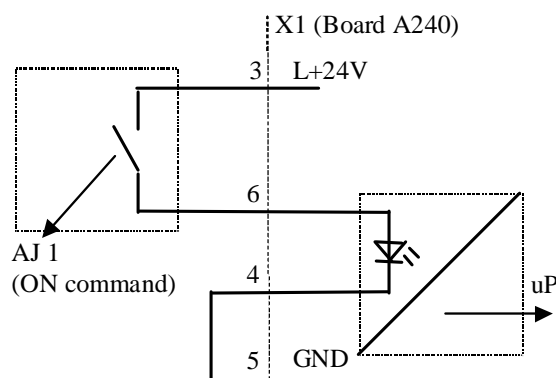 X1 (Board A240)
3 L+24V
6
AJ 1
(ON command)
4
uP
5 GND